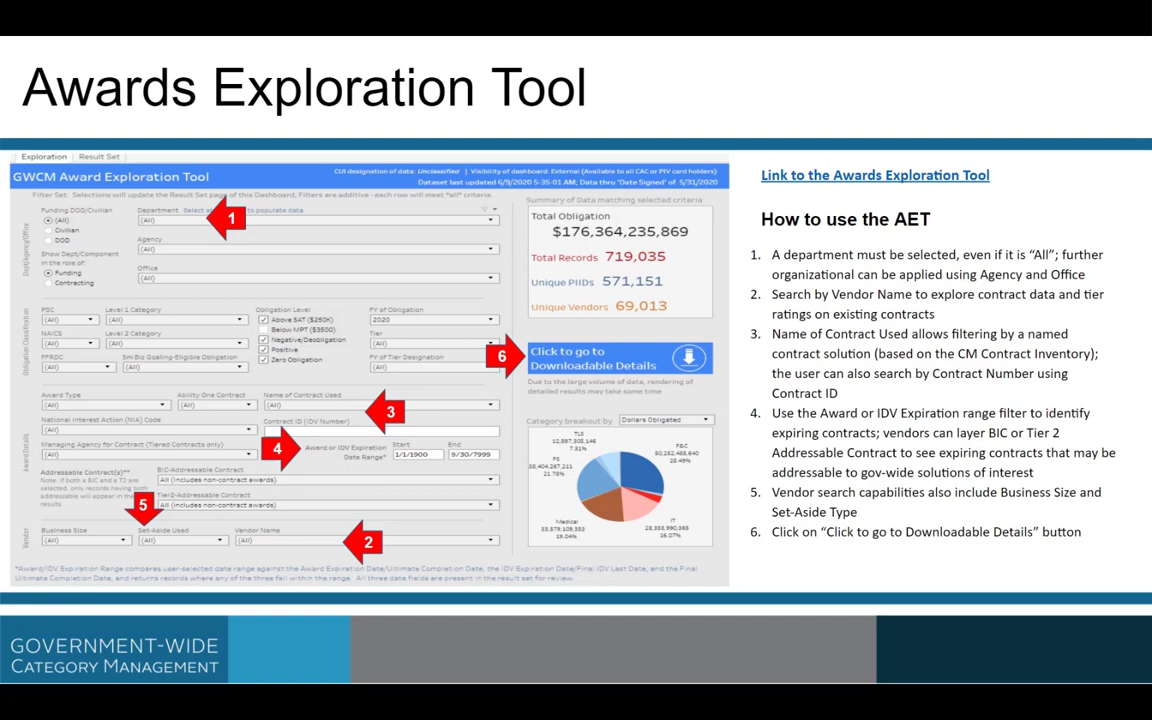 Awards Exploration Tool
Exploration
Result Set
GWCM Award Exploration Tool
CUI designation of data: Unclassified | Visibility of dashboard: External (Available to all CAC or PIV card holders)
Dataset last updated 6/9/2020 5:35:01 AM; Data thru 'Date Signed' of 5/31/2020
Filter Set: Selections will update the Result Set page of this Dashboard; Filters are additive - each row will meet "all" criteria.
Dept/Agency/Office
Funding DOD/Civilian
(All)
Civilian
DOD
Show Dept/Component
in the role of:
Funding
Contracting
Department
Select a
to populate data
(All)
1
Agency
(All)
Office
(All)
Obligation Classification
PSC
(All)
Level 1 Category
(All)
NAICS
(All)
Level 2 Category
(All)
FFRDC
(All)
Sm Biz Goaling-Eligible Obligation
(All)
Obligation Level
Above SAT ($250K)
Below MPT ($3500)
Negative/Deobligation
Positive
Zero Obligation
FY of Obligation
2020
Tier
(All)
FY of Tier Designation
(All)
Award Details
Award Type
(All)
Ability One Contract
(All)
Name of Contract Used
(All)
3
National Interest Action (NIA) Code
(All)
Contract ID (IDV Number)
Managing Agency for Contract (Tiered Contracts only)
(All)
4
Award or IDV Expiration
Date Range*
Start
1/1/1900
End
9/30/7999
Addressable Contract(s)**
Note: if both a BIC and a T2 are
selected, only records having both
addressable will appear in the
results.
BIC-Addressable Contract
All (includes non-contract awards)
Tier2-Addressable Contract
All (includes non-contract awards)
5
Vendor
Business Size
(All)
Set-Aside Used
(All)
Vendor Name
(All)
2
*Award/IDV Expiration Range compares user-selected date range against the Award Expiration Date/Ultimate Completion Date, the IDV Expiration Date/Final IDV Last Date, and the Final
Ultimate Completion Date, and returns records where any of the three fall within the range. All three date fields are present in the result set for review.
Summary of Data matching selected criteria
Total Obligation
$176,364,235,869
Total Records 719,035
Unique PIIDs 571,151
Unique Vendors 69,013
6
Click to go to
Downloadable Details
Due to the large volume of data, rendering of
detailed results may take some time
Category breakout by
Dollars Obligated
T&L
7.31%
F&C
28.49%
PS
38,404,267,211
21.78%
Medical
33,579,109,353
19.04%
IT
28,333,990,365
16.07%
Link to the Awards Exploration Tool
How to use the AET
1. A department must be selected, even if it is "All"; further
organizational can be applied using Agency and Office
2. Search by Vendor Name to explore contract data and tier
ratings on existing contracts
3. Name of Contract Used allows filtering by a named
contract solution (based on the CM Contract Inventory);
the user can also search by Contract Number using
Contract ID
4. Use the Award or IDV Expiration range filter to identify
expiring contracts; vendors can layer BIC or Tier 2
Addressable Contract to see expiring contracts that may be
addressable to gov-wide solutions of interest
5. Vendor search capabilities also include Business Size and
Set-Aside Type
6. Click on "Click to go to Downloadable Details" button
GOVERNMENT-WIDE
CATEGORY MANAGEMENT